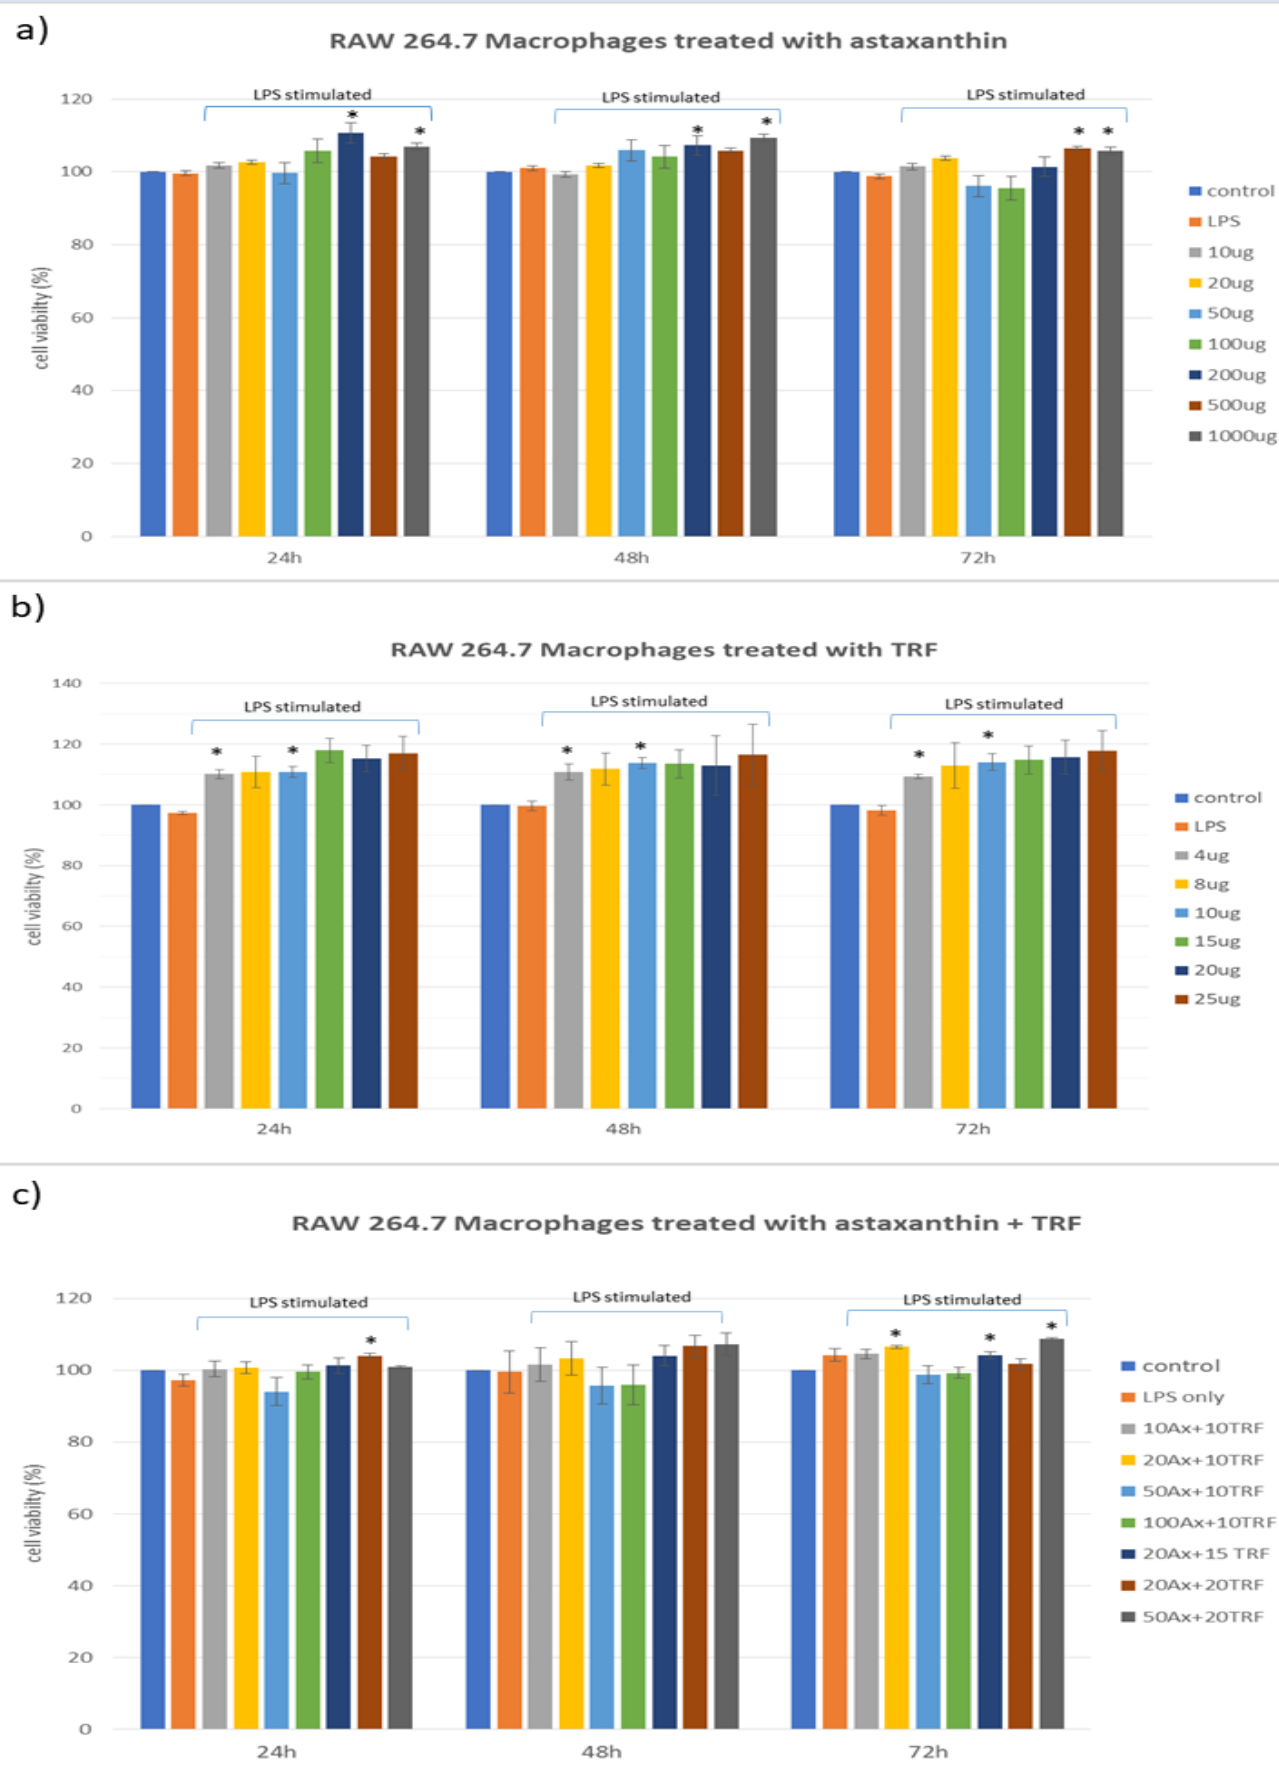 a)
RAW 264.7 Macrophages treated with astaxanthin
LPS stimulated
LPS stimulated
LPS stimulated
* * * * * *
120
100
80
60
40
20
0
cell viabilty (%)
24h 48h 72h
control
LPS
10ug
20ug
50ug
100ug
200ug
500ug
1000ug
b)
RAW 264.7 Macrophages treated with TRF
LPS stimulated
LPS stimulated
LPS stimulated
* * * * * *
140
120
100
80
60
40
20
0
cell viabilty (%)
24h 48h 72h
control
LPS
4ug
8ug
10ug
15ug
20ug
25ug
c)
RAW 264.7 Macrophages treated with astaxanthin + TRF
LPS stimulated
LPS stimulated
LPS stimulated
* * * *
120
100
80
60
40
20
0
cell viabilty (%)
24h 48h 72h
control
LPS only
10Ax+10TRF
20Ax+10TRF
50Ax+10TRF
100Ax+10TRF
20Ax+15 TRF
20Ax+20TRF
50Ax+20TRF